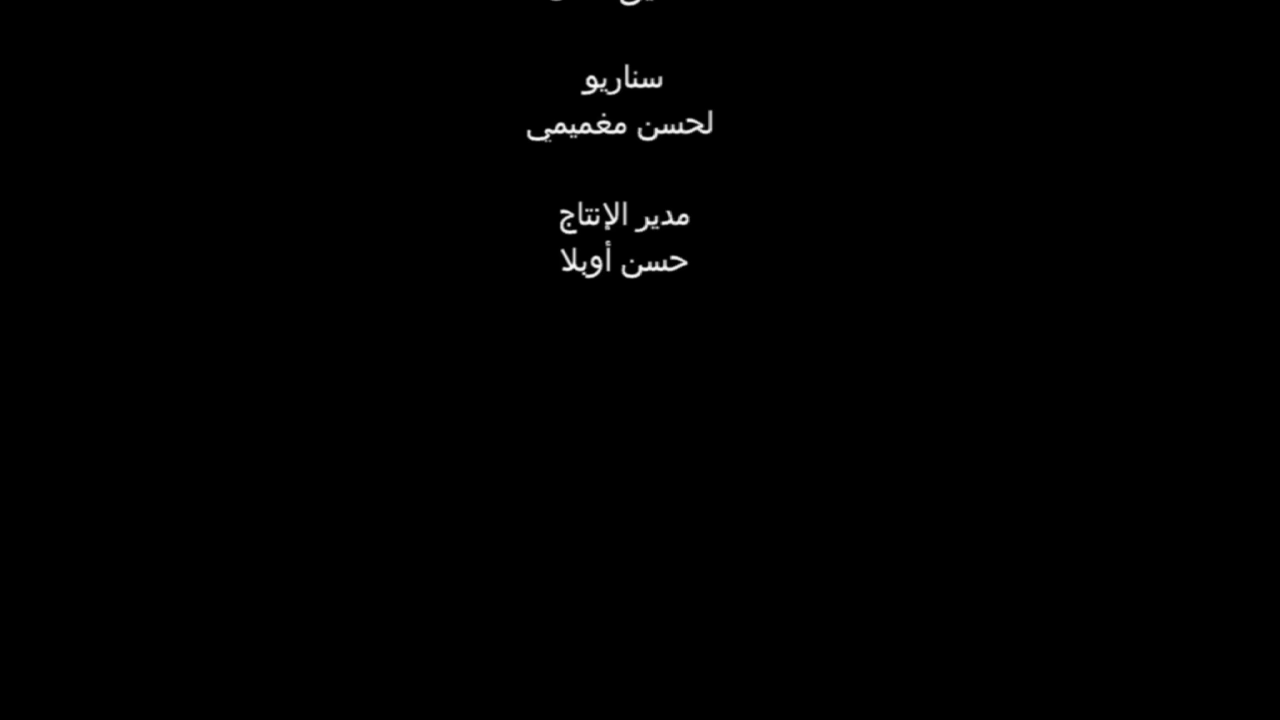 سناريو
لحسن مغميمي
مدير الإنتاج
حسن أوبلا